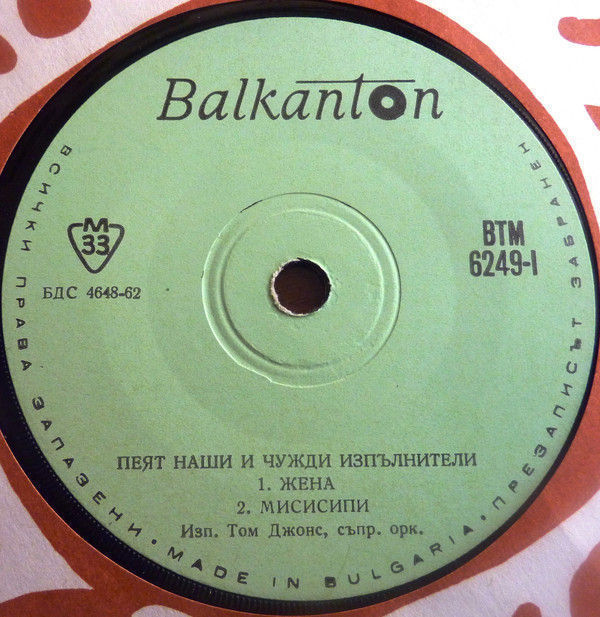 Balkanton
M
33
БДС 4648-62
ВТМ
6249-I
ПЕЯТ НАШИ И ЧУЖДИ ИЗПЪЛНИТЕЛИ
1. ЖЕНА
2. МИСИСИПИ
Изп. Том Джонс, съпр. орк.
ВСИЧКИ ПРАВА ЗАПАЗЕНИ • MADE IN BULGARIA • ПРЕЗАПИСЪТ ЗАБРАНЕН